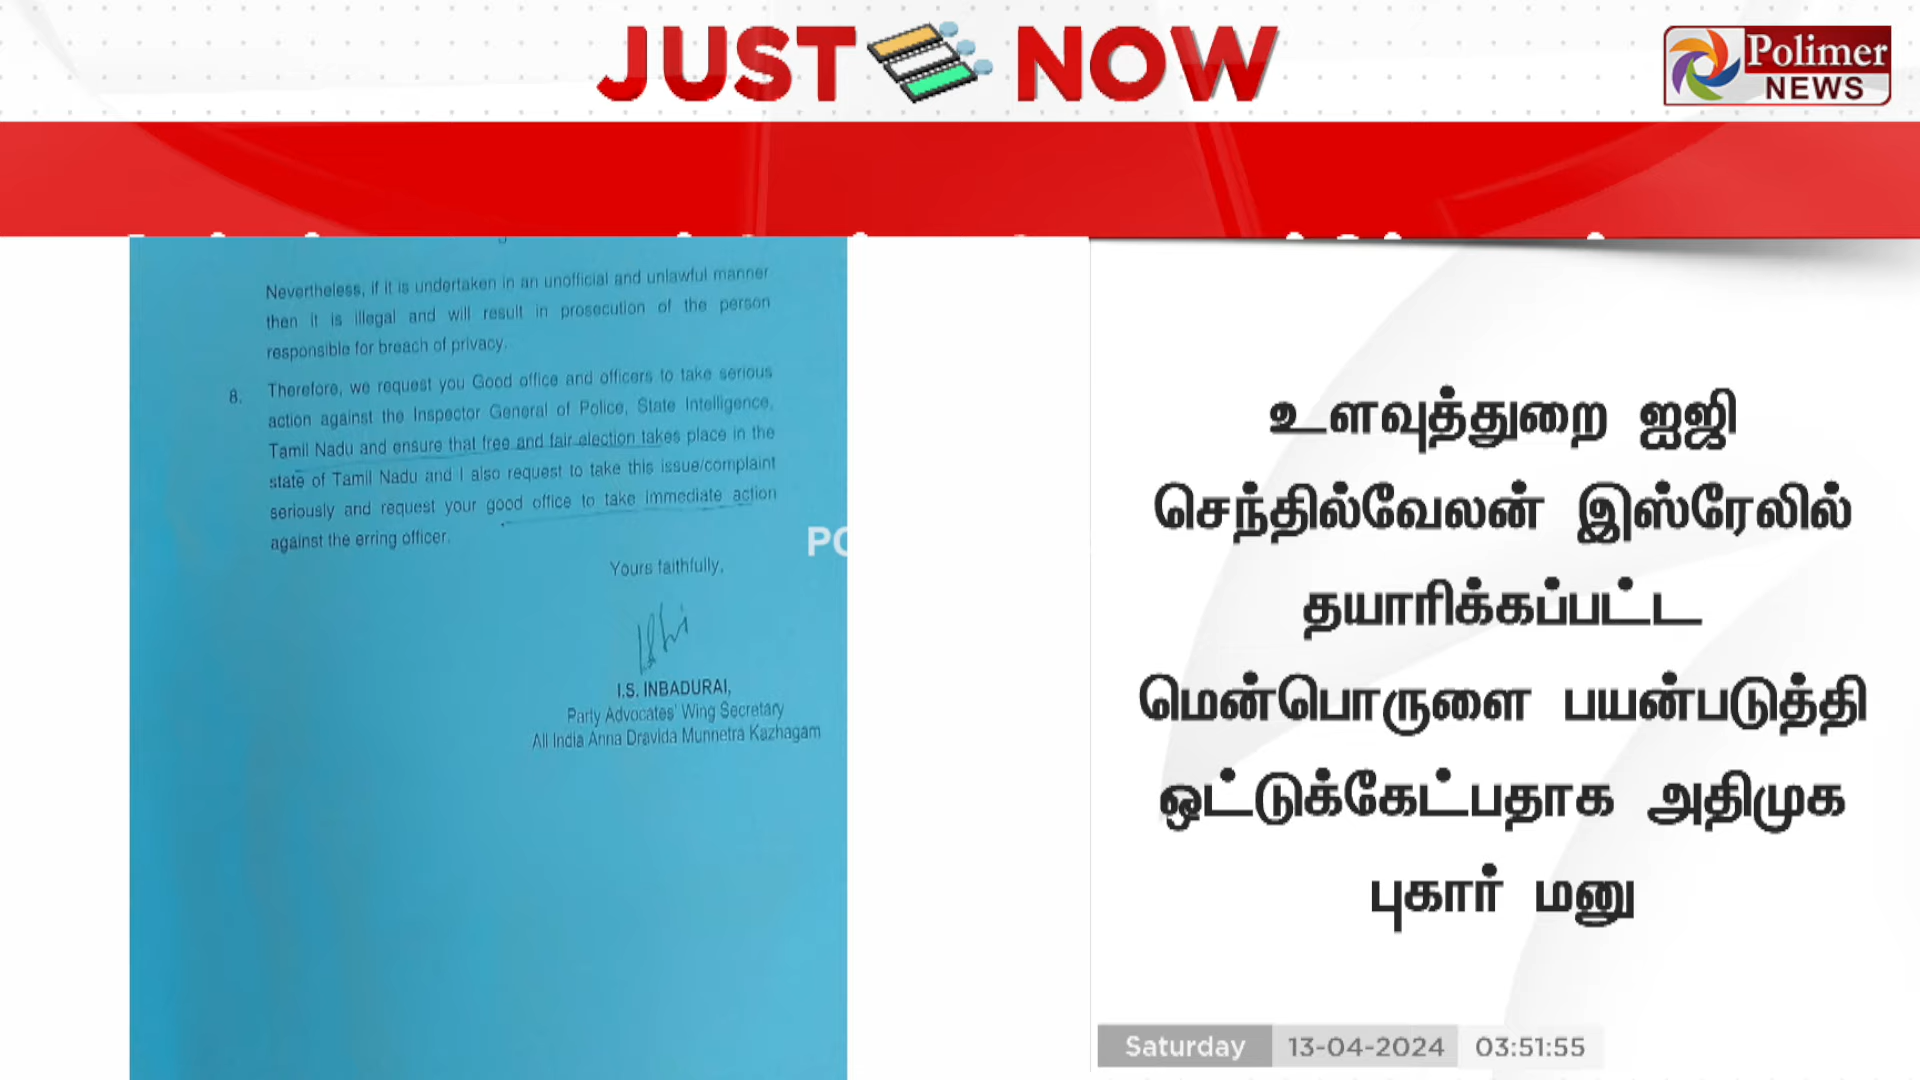 JUST NOW
Polimer
NEWS
Nevertheless, if it is undertaken in an unofficial and unlawful manner
then it is illegal and will result in prosecution of the person
responsible for breach of privacy.
8. Therefore, we request you Good office and officers to take serious
action against the Inspector General of Police, State Intelligence,
Tamil Nadu and ensure that free and fair election takes place in the
state of Tamil Nadu and I also request to take this issue/complaint
seriously and request your good office to take immediate action
against the erring officer.
Yours faithfully,
I.S. INBADURAI,
Party Advocates' Wing Secretary
All India Anna Dravida Munnetra Kazhagam
PO
உளவுத்துறை ஐஜி
செந்தில்வேலன் இஸ்ரேலில்
தயாரிக்கப்பட்ட
மென்பொருளை பயன்படுத்தி
ஒட்டுக்கேட்பதாக அதிமுக
புகார் மனு
Saturday 13-04-2024 03:51:55